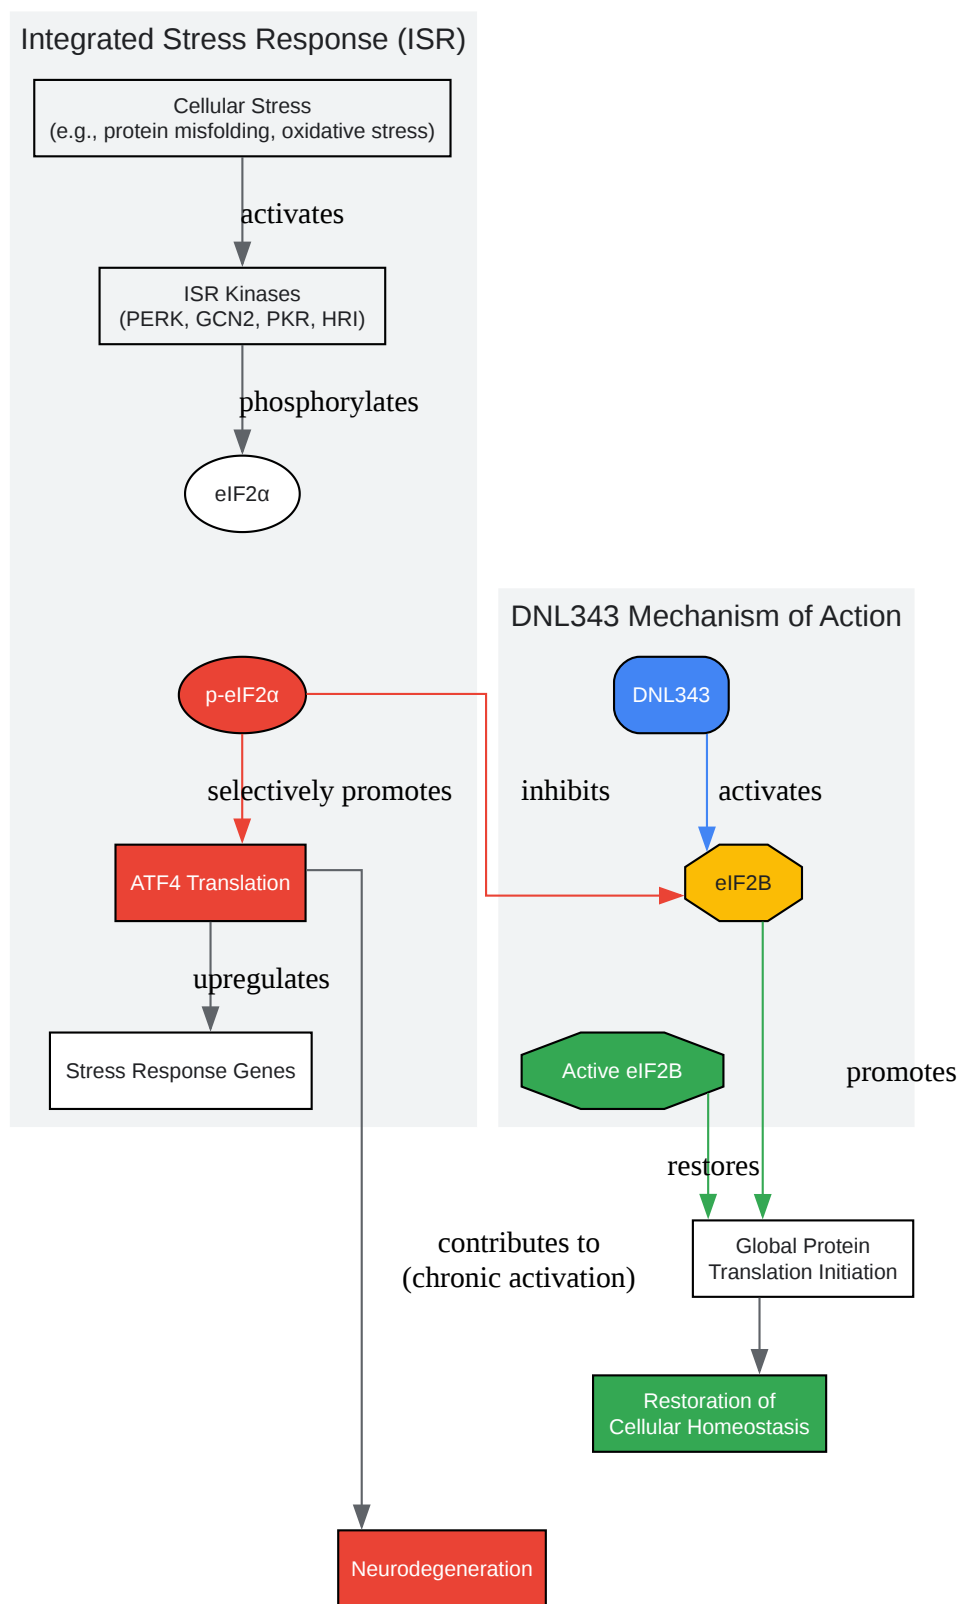 Integrated Stress Response (ISR)
Cellular Stress
(e.g., protein misfolding, oxidative stress)
activates
ISR Kinases
(PERK, GCN2, PKR, HRI)
phosphorylates
eIF2α
DNL343 Mechanism of Action
p-eIF2α
DNL343
selectively promotes
inhibits
activates
ATF4 Translation
eIF2B
upregulates
Stress Response Genes
Active eIF2B
promotes
restores
contributes to
(chronic activation)
Global Protein
Translation Initiation
Restoration of
Cellular Homeostasis
Neurodegeneration